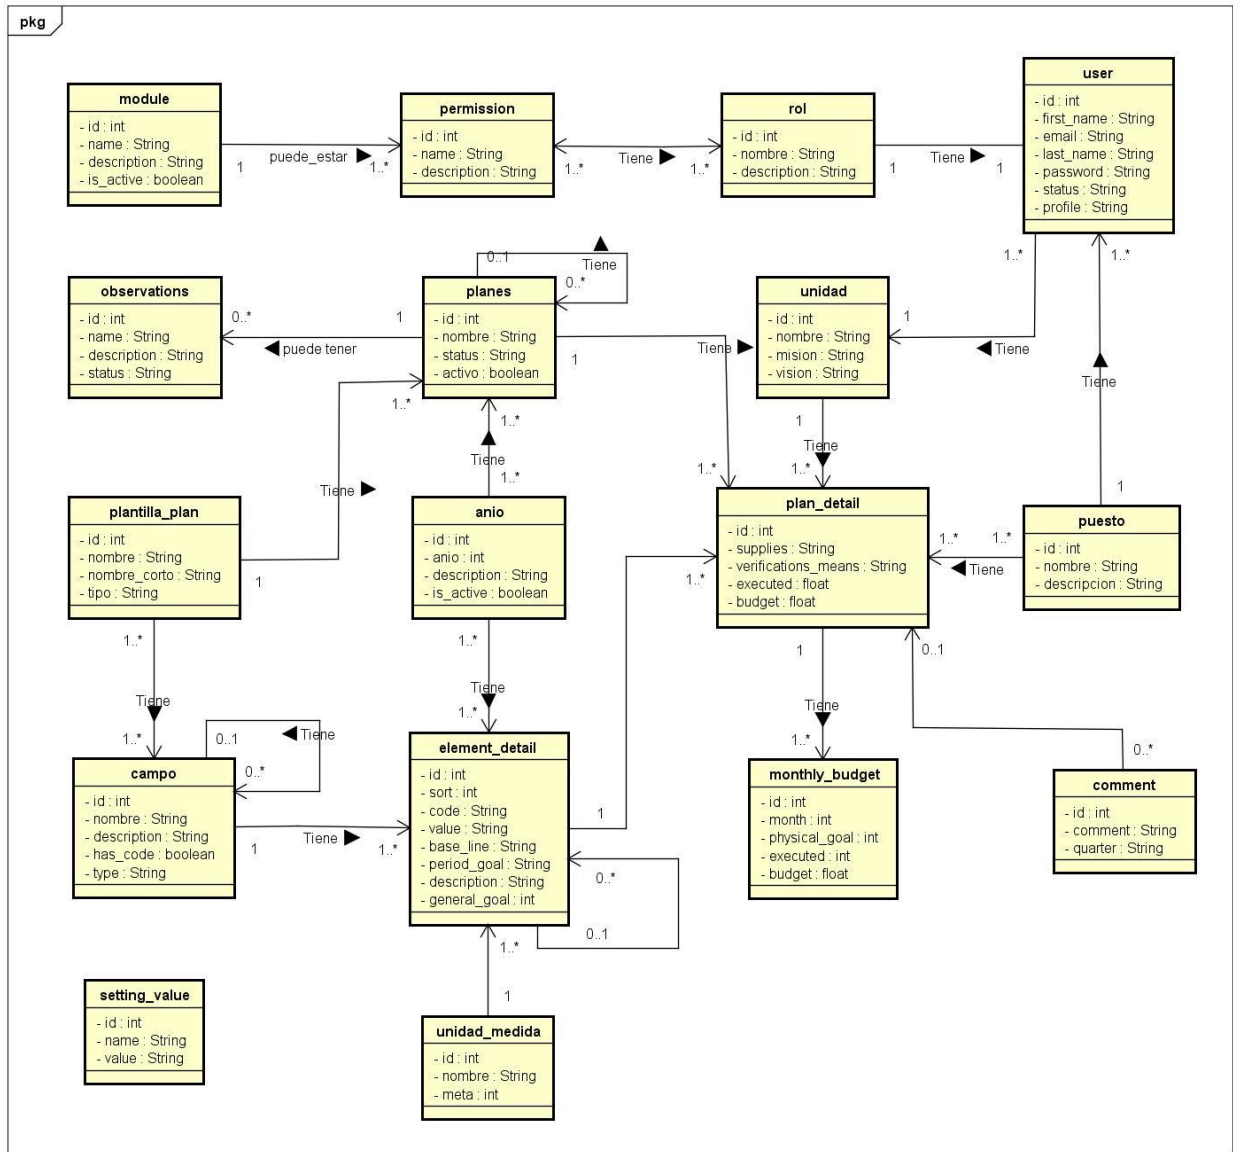 pkg
module
- id : int
- name : String
- description : String
- is_active : boolean
1
puede_estar
1..*
permission
- id : int
- name : String
- description : String
1..*
Tiene
1..*
rol
- id : int
- nombre : String
- description : String
1
Tiene
1
user
- id : int
- first_name : String
- email : String
- last_name : String
- password : String
- status : String
- profile : String
1..*
1..*
observations
- id : int
- name : String
- description : String
- status : String
0..*
puede tener
1
planes
- id : int
- nombre : String
- status : String
- activo : boolean
0..1
Tiene
0..*
1
1..*
1..*
Tiene
unidad
- id : int
- nombre : String
- mision : String
- vision : String
1
Tiene
1
Tiene
1..*
Tiene
1
plantilla_plan
- id : int
- nombre : String
- nombre_corto : String
- tipo : String
Tiene
1
1..*
Tiene
1..*
anio
- id : int
- anio : int
- description : String
- is_active : boolean
Tiene
1..*
1..*
Tiene
1..*
plan_detail
- id : int
- supplies : String
- verifications_means : String
- executed : float
- budget : float
1..*
1..*
1..*
Tiene
1..*
puesto
- id : int
- nombre : String
- descripcion : String
1
Tiene
1..*
0..1
0..*
campo
- id : int
- nombre : String
- description : String
- has_code : boolean
- type : String
0..1
Tiene
0..*
1
Tiene
1..*
element_detail
- id : int
- sort : int
- code : String
- value : String
- base_line : String
- period_goal : String
- description : String
- general_goal : int
1
0..*
0..1
1..*
1
monthly_budget
- id : int
- month : int
- physical_goal : int
- executed : int
- budget : float
comment
- id : int
- comment : String
- quarter : String
setting_value
- id : int
- name : String
- value : String
unidad_medida
- id : int
- nombre : String
- meta : int